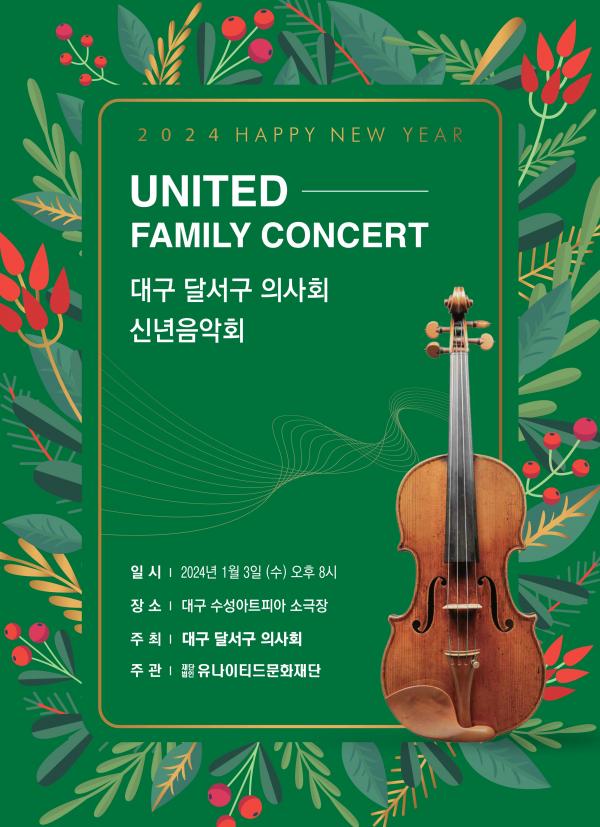 2024 HAPPY NEW YEAR
UNITED
FAMILY CONCERT
대구 달서구 의사회
신년음악회
일 시 ㅣ 2024년 1월 3일 (수) 오후 8시
장 소 ㅣ 대구 수성아트피아 소극장
주 최 ㅣ 대구 달서구 의사회
주 관 ㅣ 재단법인 유나이티드문화재단